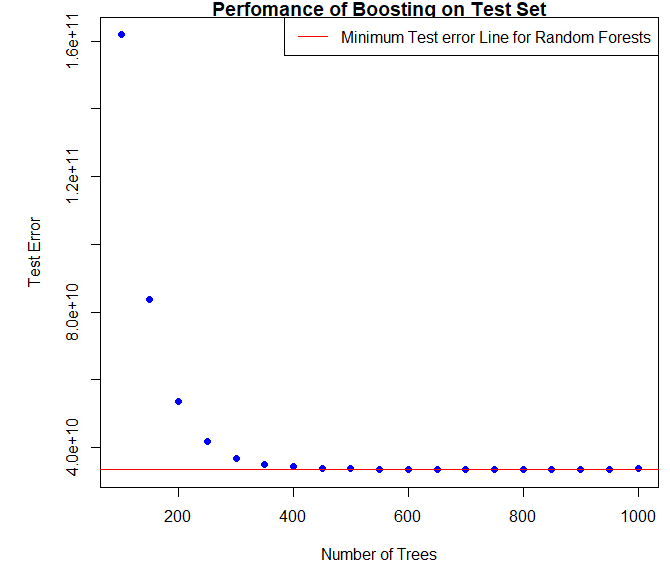 Perfomance of Boosting on Test Set
Minimum Test error Line for Random Forests
1.6e+11
1.2e+11
8.0e+10
4.0e+10
Test Error
200 400 600 800 1000
Number of Trees